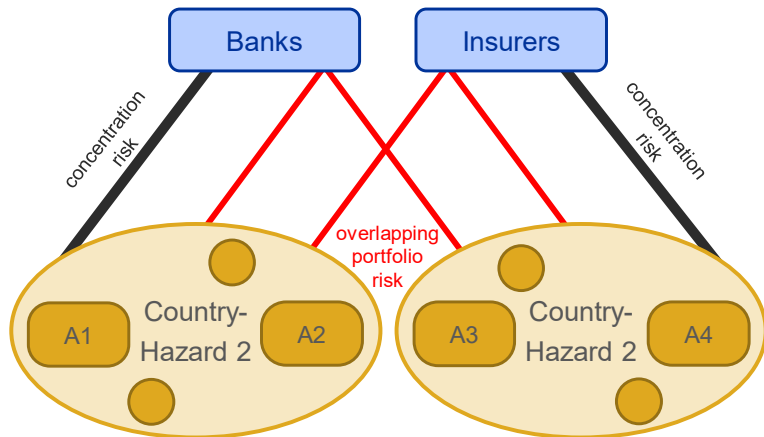 Banks
Insurers
concentration
risk
concentration
risk
overlapping
portfolio
risk
A1
Country-
Hazard 2
A2
A3
Country-
Hazard 2
A4